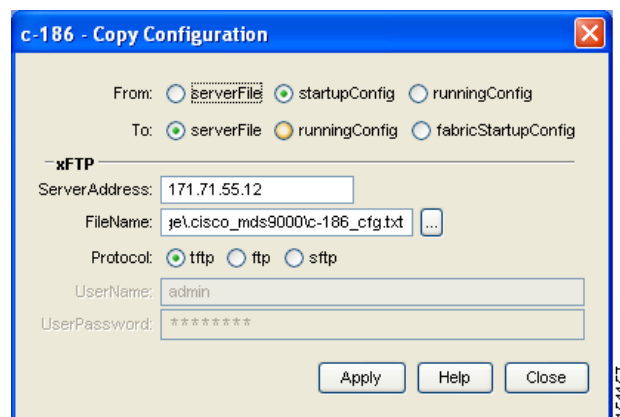 c-186 - Copy Configuration
From: serverFile startupConfig runningConfig
To: serverFile runningConfig fabricStartupConfig
xFTP
ServerAddress: 171.71.55.12
FileName: ge\.cisco_mds9000\c-186_cfg.txt ...
Protocol: tftp ftp sftp
UserName: admin
UserPassword: ********
Apply Help Close